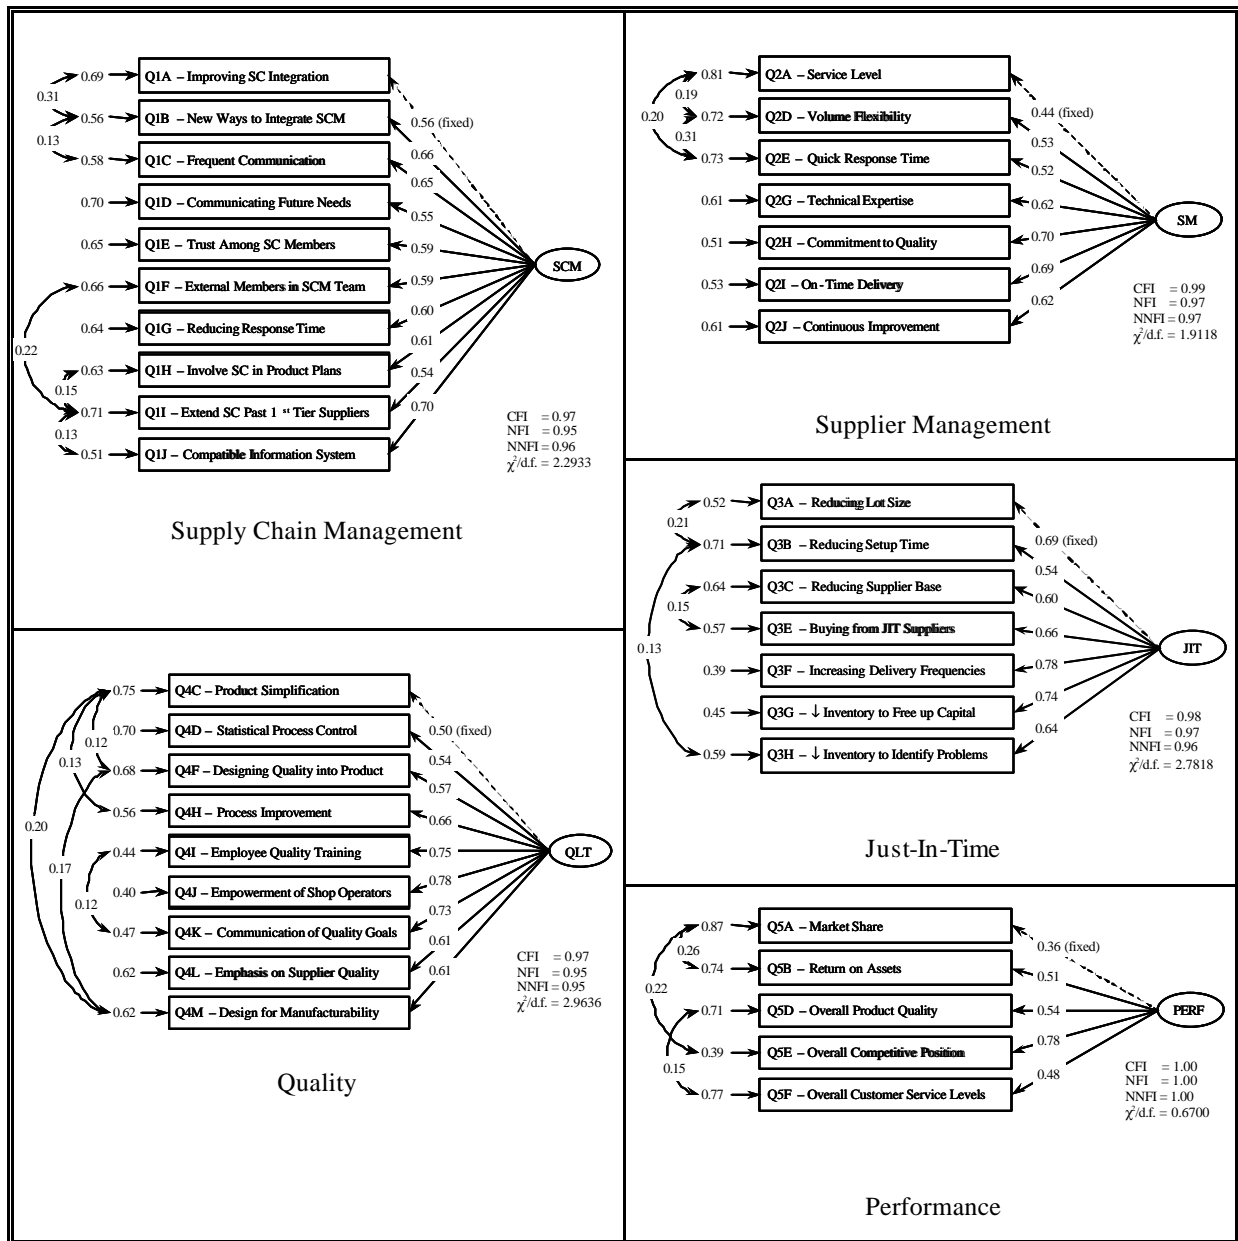 0.69 Q1A – Improving SC Integration
0.31
0.56 Q1B – New Ways to Integrate SCM 0.56 (fixed)
0.13 0.66
0.58 Q1C – Frequent Communication
0.65
0.70 Q1D – Communicating Future Needs 0.55
0.65 Q1E – Trust Among SC Members 0.59
SCM
0.66 Q1F – External Members in SCM Team 0.59
0.60
0.64 Q1G – Reducing Response Time
0.22 0.61
0.63 Q1H – Involve SC in Product Plans 0.54
0.15
0.71 Q1I – Extend SC Past 1 st Tier Suppliers 0.70
0.13
0.51 Q1J – Compatible Information System
CFI = 0.97
NFI = 0.95
NNFI = 0.96
χ²/d.f. = 2.2933
Supply Chain Management
0.81 Q2A – Service Level
0.19
0.20 0.72 Q2D – Volume Flexibility 0.44 (fixed)
0.31 0.53
0.73 Q2E – Quick Response Time 0.52
0.61 Q2G – Technical Expertise 0.62
SM
0.51 Q2H – Commitment to Quality 0.70
0.69
0.53 Q2I – On-Time Delivery
0.62
0.61 Q2J – Continuous Improvement
CFI = 0.99
NFI = 0.97
NNFI = 0.97
χ²/d.f. = 1.9118
Supplier Management
0.52 Q3A – Reducing Lot Size
0.21
0.71 Q3B – Reducing Setup Time 0.69 (fixed)
0.54
0.64 Q3C – Reducing Supplier Base 0.60
0.15
0.57 Q3E – Buying from JIT Suppliers 0.66
0.13 JIT
0.39 Q3F – Increasing Delivery Frequencies 0.78
0.74
0.45 Q3G – ↓ Inventory to Free up Capital
0.64
0.59 Q3H – ↓ Inventory to Identify Problems
CFI = 0.98
NFI = 0.97
NNFI = 0.96
χ²/d.f. = 2.7818
Just-In-Time
0.75 Q4C – Product Simplification
0.70 Q4D – Statistical Process Control 0.50 (fixed)
0.12 0.54
0.13 0.68 Q4F – Designing Quality into Product
0.57
0.56 Q4H – Process Improvement 0.66
0.20
0.44 Q4I – Employee Quality Training 0.75
QLT
0.17
0.40 Q4J – Empowerment of Shop Operators 0.78
0.12
0.73
0.47 Q4K – Communication of Quality Goals
0.61
0.62 Q4L – Emphasis on Supplier Quality 0.61
0.62 Q4M – Design for Manufacturability
CFI = 0.97
NFI = 0.95
NNFI = 0.95
χ²/d.f. = 2.9636
Quality
0.87 Q5A – Market Share
0.26 0.36 (fixed)
0.74 Q5B – Return on Assets 0.51
0.22
0.71 Q5D – Overall Product Quality 0.54
PERF
0.39 Q5E – Overall Competitive Position 0.78
0.15
0.48
0.77 Q5F – Overall Customer Service Levels
CFI = 1.00
NFI = 1.00
NNFI = 1.00
χ²/d.f. = 0.6700
Performance